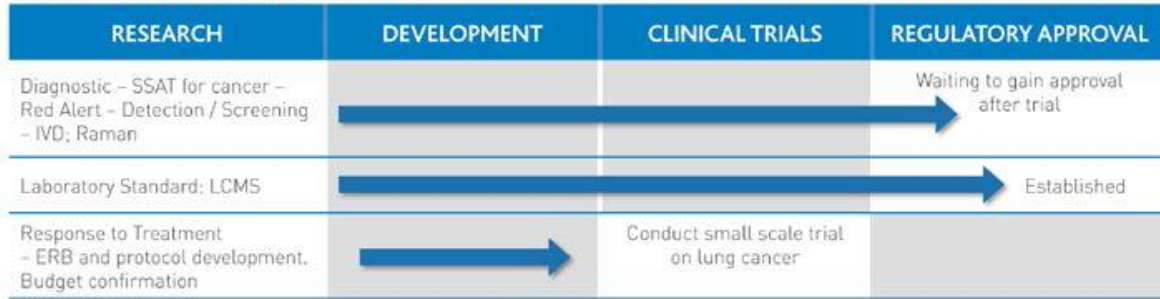 RESEARCH DEVELOPMENT CLINICAL TRIALS REGULATORY APPROVAL
Diagnostic – SSAT for cancer –
Red Alert – Detection / Screening
– IVD; Raman
Waiting to gain approval
after trial
Laboratory Standard: LCMS
Established
Response to Treatment
– ERB and protocol development.
Budget confirmation
Conduct small scale trial
on lung cancer